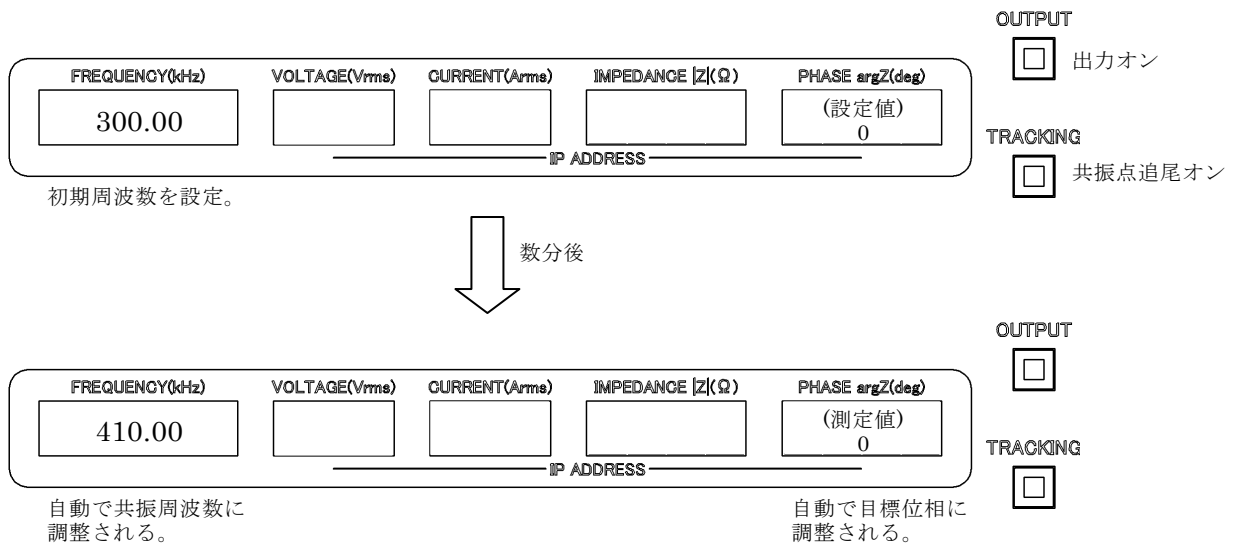 OUTPUT
出力オン
FREQUENCY(kHz) VOLTAGE(Vrms) CURRENT(Arms) IMPEDANCE |Z|(Ω) PHASE argZ(deg)
300.00
(設定値)
0
IP ADDRESS
TRACKING
共振点追尾オン
初期周波数を設定。
数分後
OUTPUT
FREQUENCY(kHz) VOLTAGE(Vrms) CURRENT(Arms) IMPEDANCE |Z|(Ω) PHASE argZ(deg)
410.00
(測定値)
0
IP ADDRESS
TRACKING
自動で共振周波数に
調整される。
自動で目標位相に
調整される。